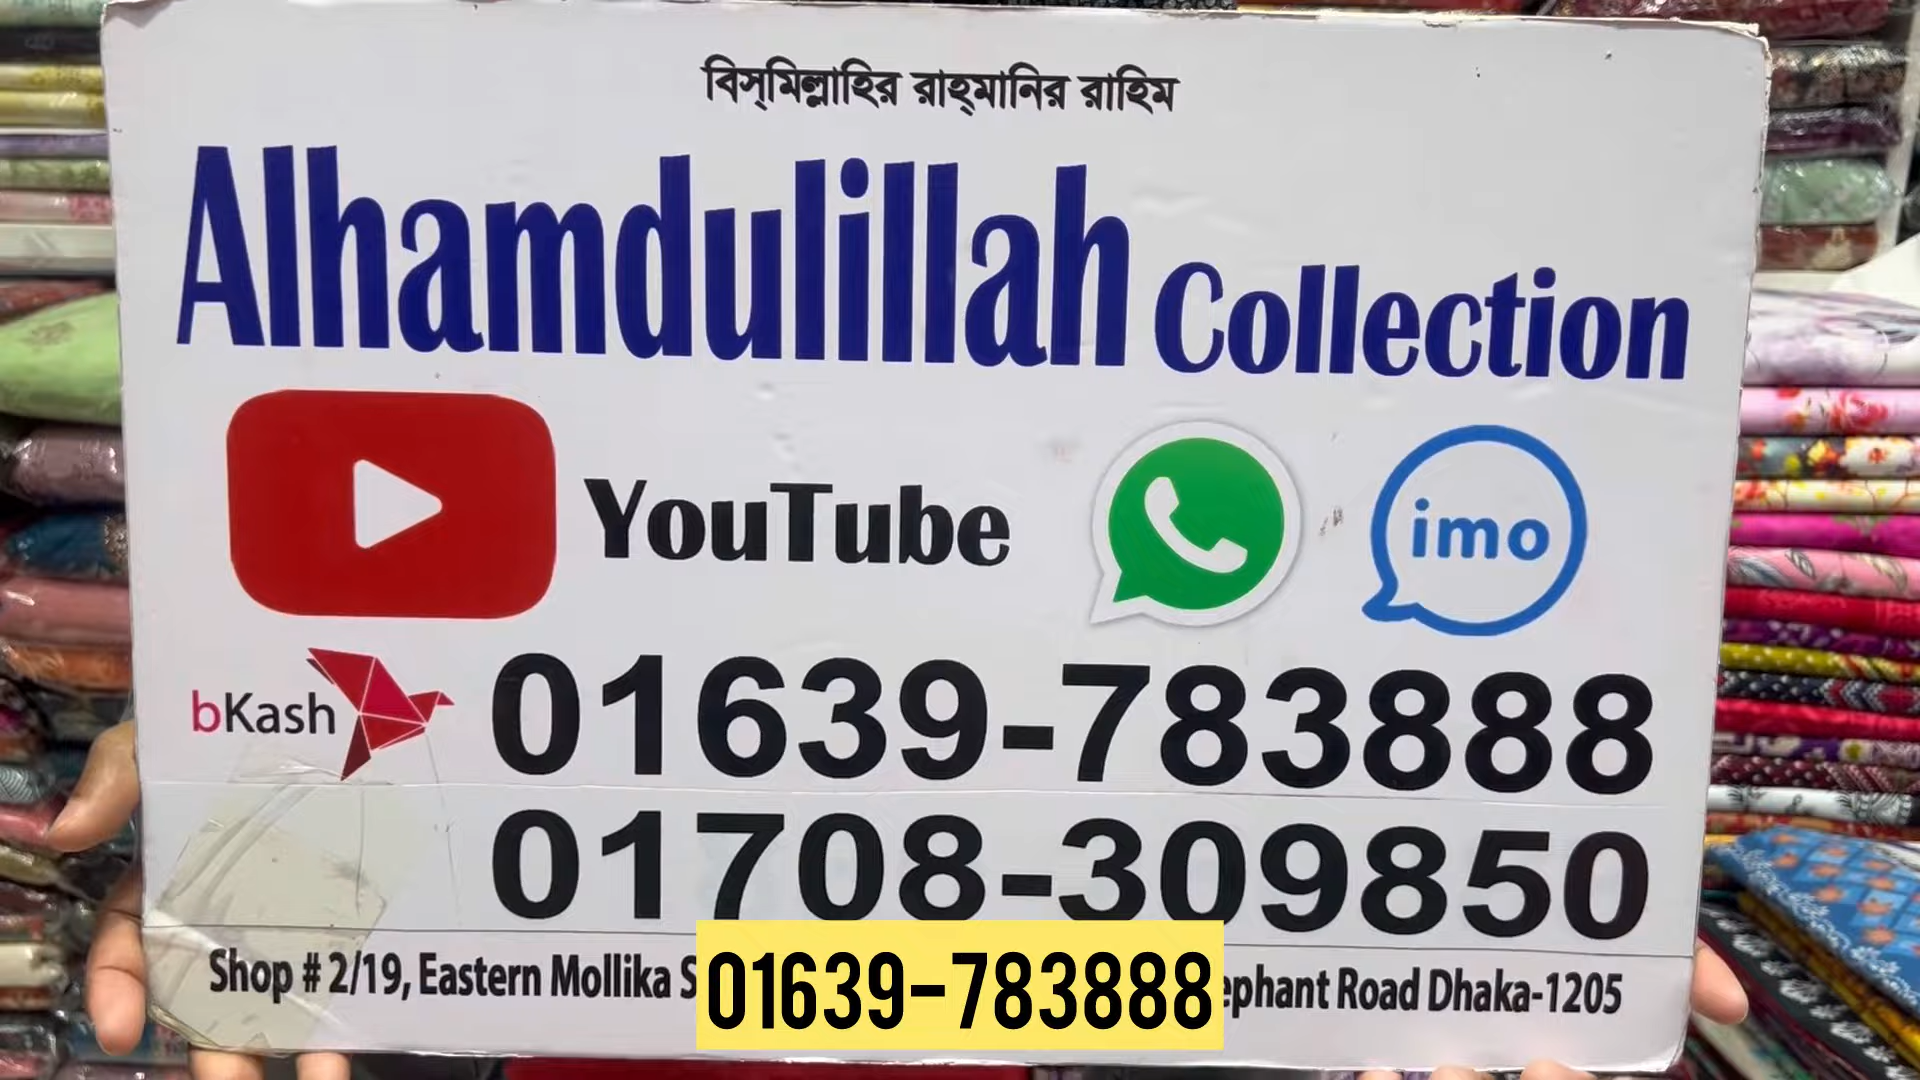 বিস্‌মিল্লাহির রাহ্‌মানির রাহিম
Alhamdulillah Collection
YouTube
imo
bKash 01639-783888
01708-309850
Shop # 2/19, Eastern Mollika Road Dhaka-1205
01639-783888